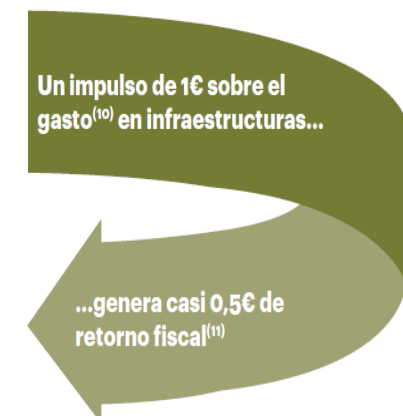 Un impulso de 1€ sobre el
gasto(10) en infraestructuras...
...genera casi 0,5€ de
retorno fiscal(11)